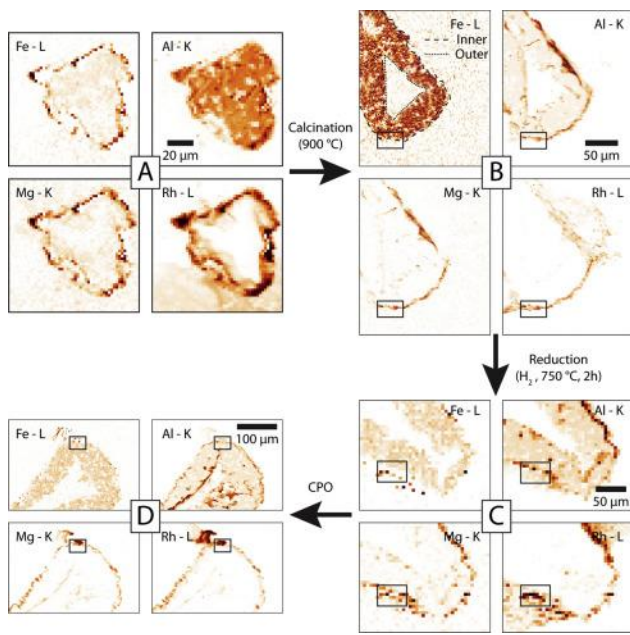 Fe - L
Al - K
20 µm
Mg - K
Rh - L
A
Calcination
(900 °C)
Fe - L
Inner
Outer
Al - K
50 µm
Mg - K
Rh - L
B
Reduction
(H₂ , 750 °C, 2h)
Fe - L
Al - K
50 µm
Mg - K
Rh - L
C
CPO
Fe - L
Al - K
100 µm
Mg - K
Rh - L
D